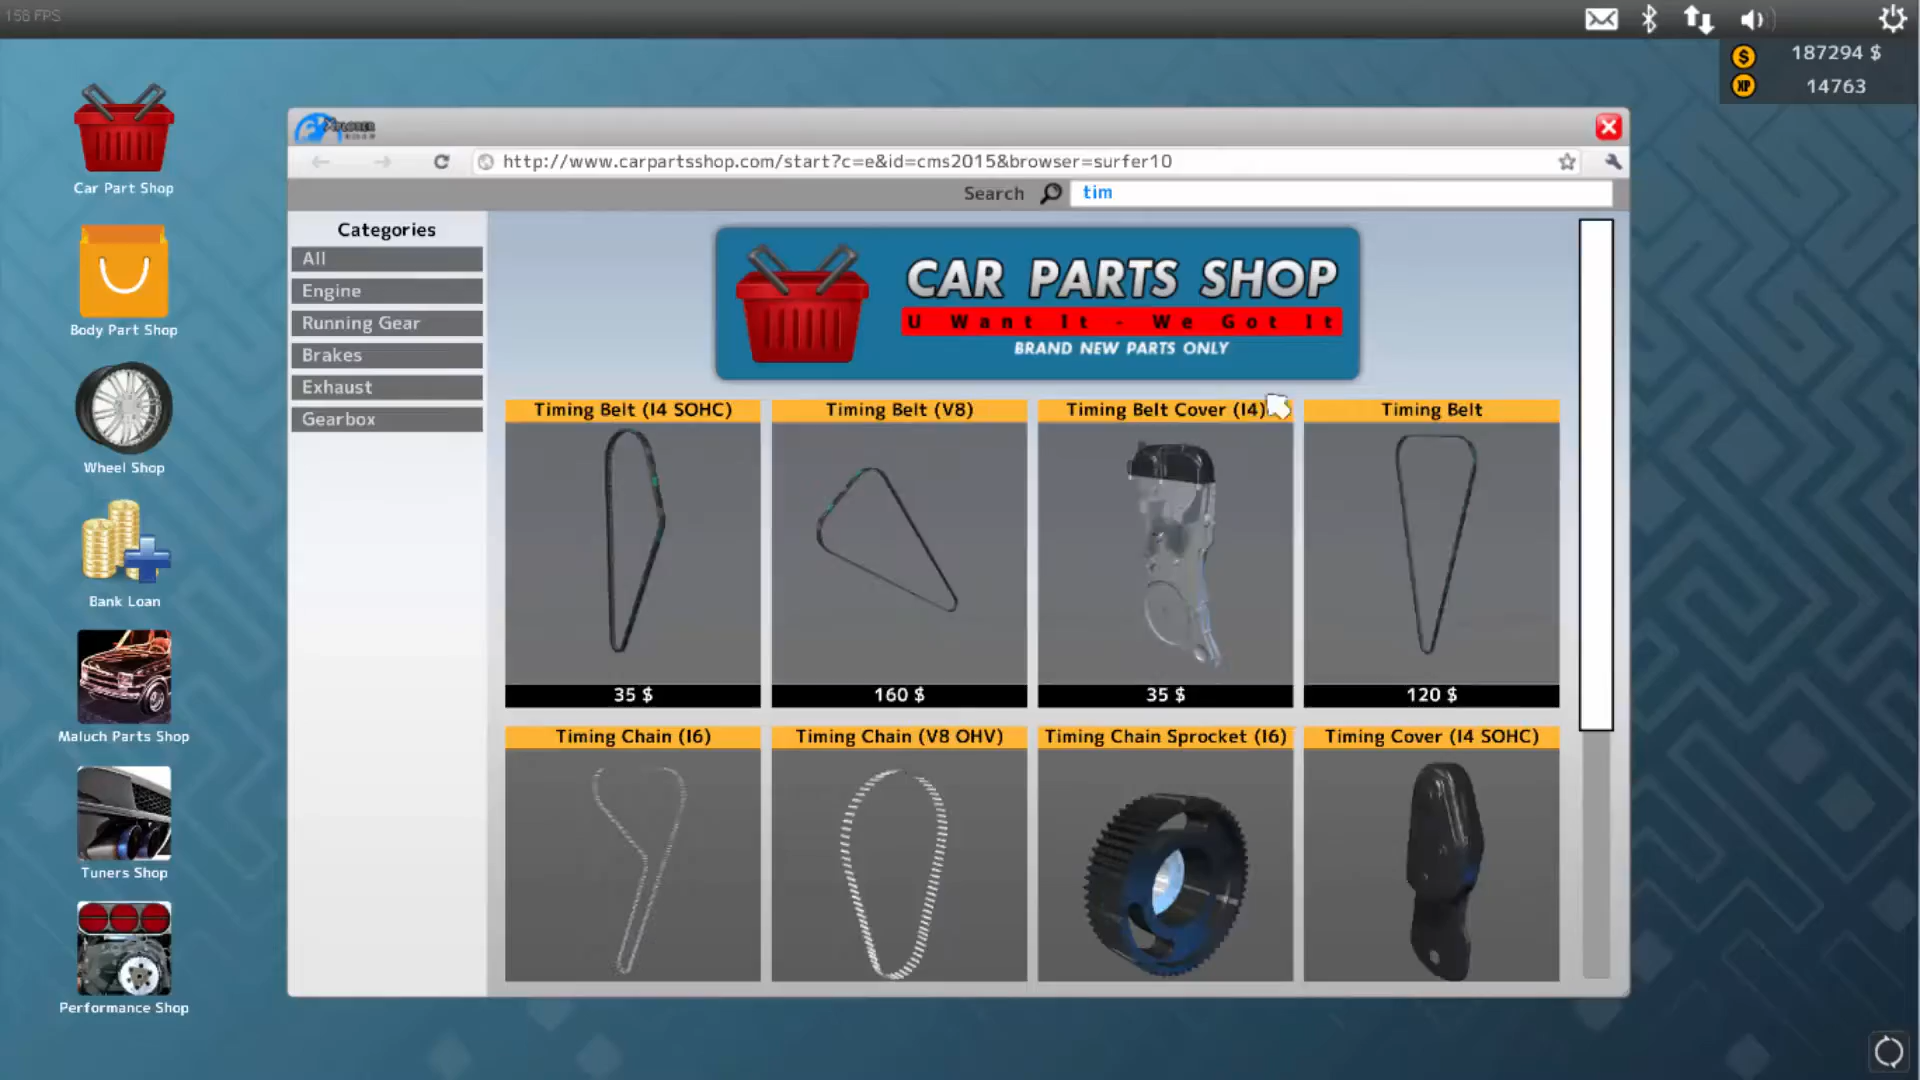 156 FPS
187294 $
XP
14763
Car Part Shop
Body Part Shop
Wheel Shop
Bank Loan
Maluch Parts Shop
Tuners Shop
Performance Shop
http://www.carpartsshop.com/start?c=e&id=cms2015&browser=surfer10
Search
tim
Categories
All
Engine
Running Gear
Brakes
Exhaust
Gearbox
CAR PARTS SHOP
U Want It - We Got It
BRAND NEW PARTS ONLY
Timing Belt (I4 SOHC)
35 $
Timing Belt (V8)
160 $
Timing Belt Cover (I4)
35 $
Timing Belt
120 $
Timing Chain (I6)
Timing Chain (V8 OHV)
Timing Chain Sprocket (I6)
Timing Cover (I4 SOHC)